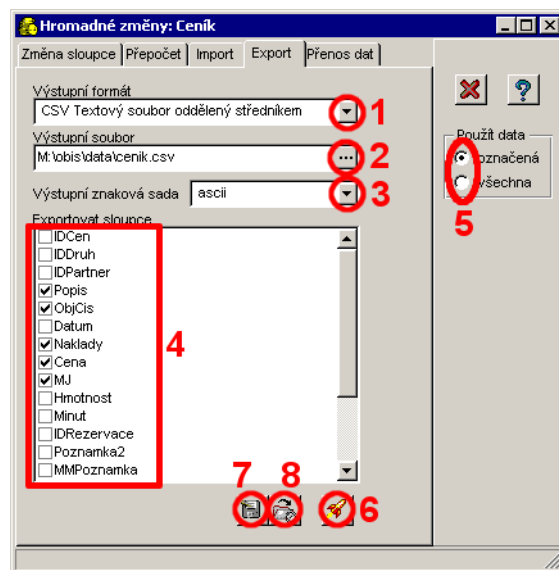 Hromadné změny: Ceník
Změna sloupce Přepočet Import Export Přenos dat
Výstupní formát
CSV Textový soubor oddělený středníkem
1
Výstupní soubor
M:\obis\data\cenik.csv
...
2
Výstupní znaková sada
ascii
3
Exportovat sloupce
IDCen
IDDruh
IDPartner
Popis
ObjCis
Datum
Naklady
Cena
MJ
Hmotnost
Minut
IDRezervace
Poznamka2
MMPoznamka
4
7
8
6
?
Použít data
označená
všechna
5